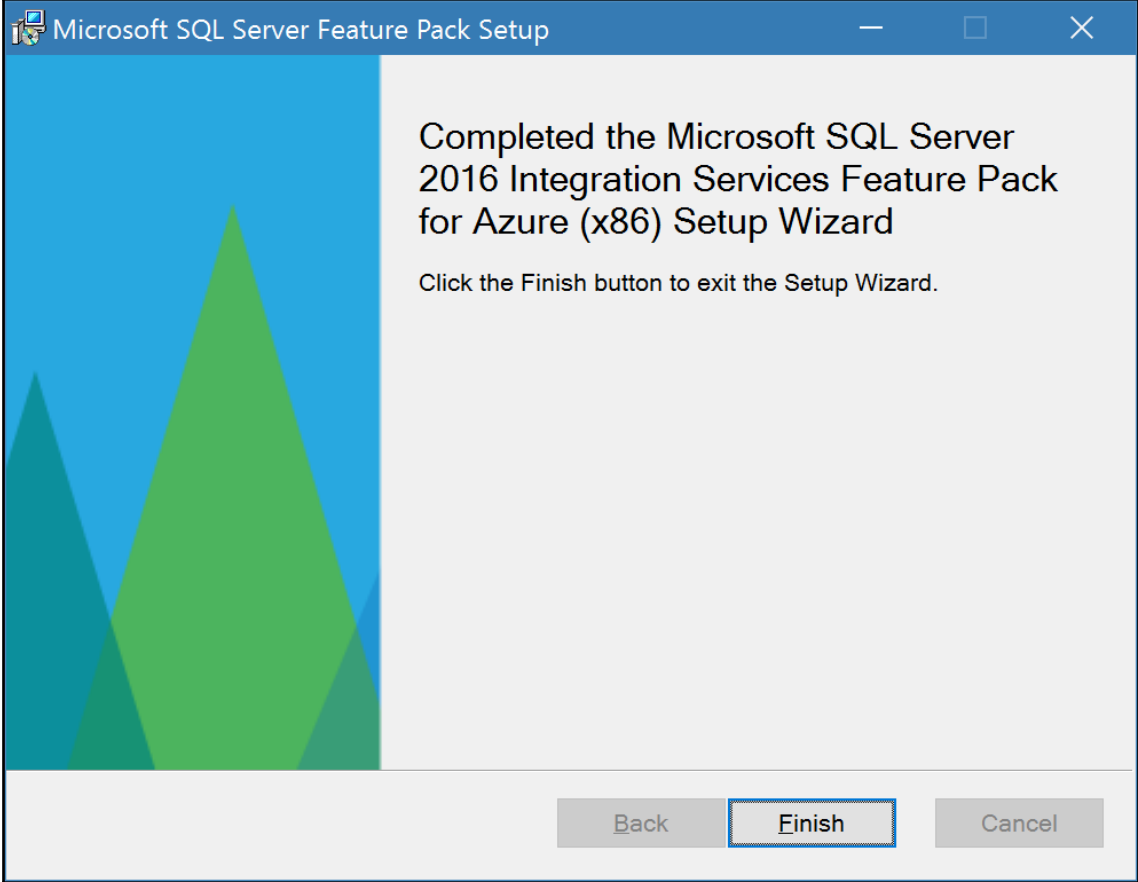 Microsoft SQL Server Feature Pack Setup
Completed the Microsoft SQL Server
2016 Integration Services Feature Pack
for Azure (x86) Setup Wizard
Click the Finish button to exit the Setup Wizard.
Back Finish Cancel